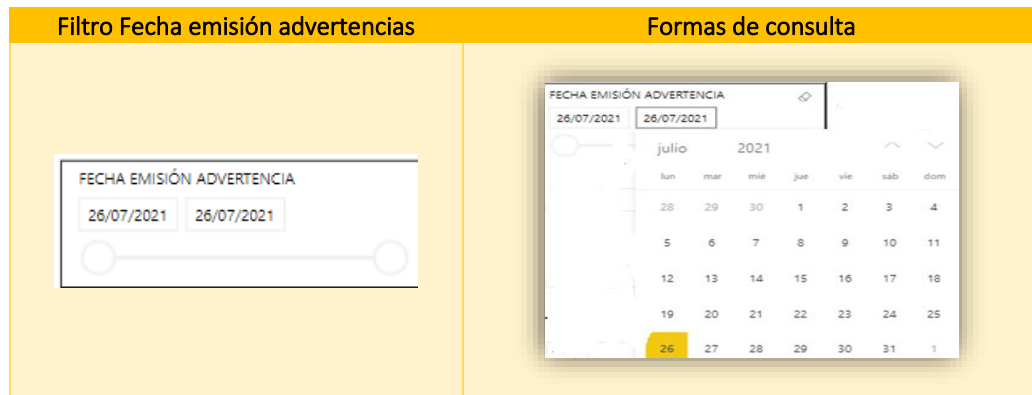 Filtro Fecha emisión advertencias
Formas de consulta
FECHA EMISIÓN ADVERTENCIA
26/07/2021 26/07/2021
FECHA EMISIÓN ADVERTENCIA
26/07/2021 26/07/2021
julio 2021
lun mar mié jue vie sáb dom
28 29 30 1 2 3 4
5 6 7 8 9 10 11
12 13 14 15 16 17 18
19 20 21 22 23 24 25
26 27 28 29 30 31 1